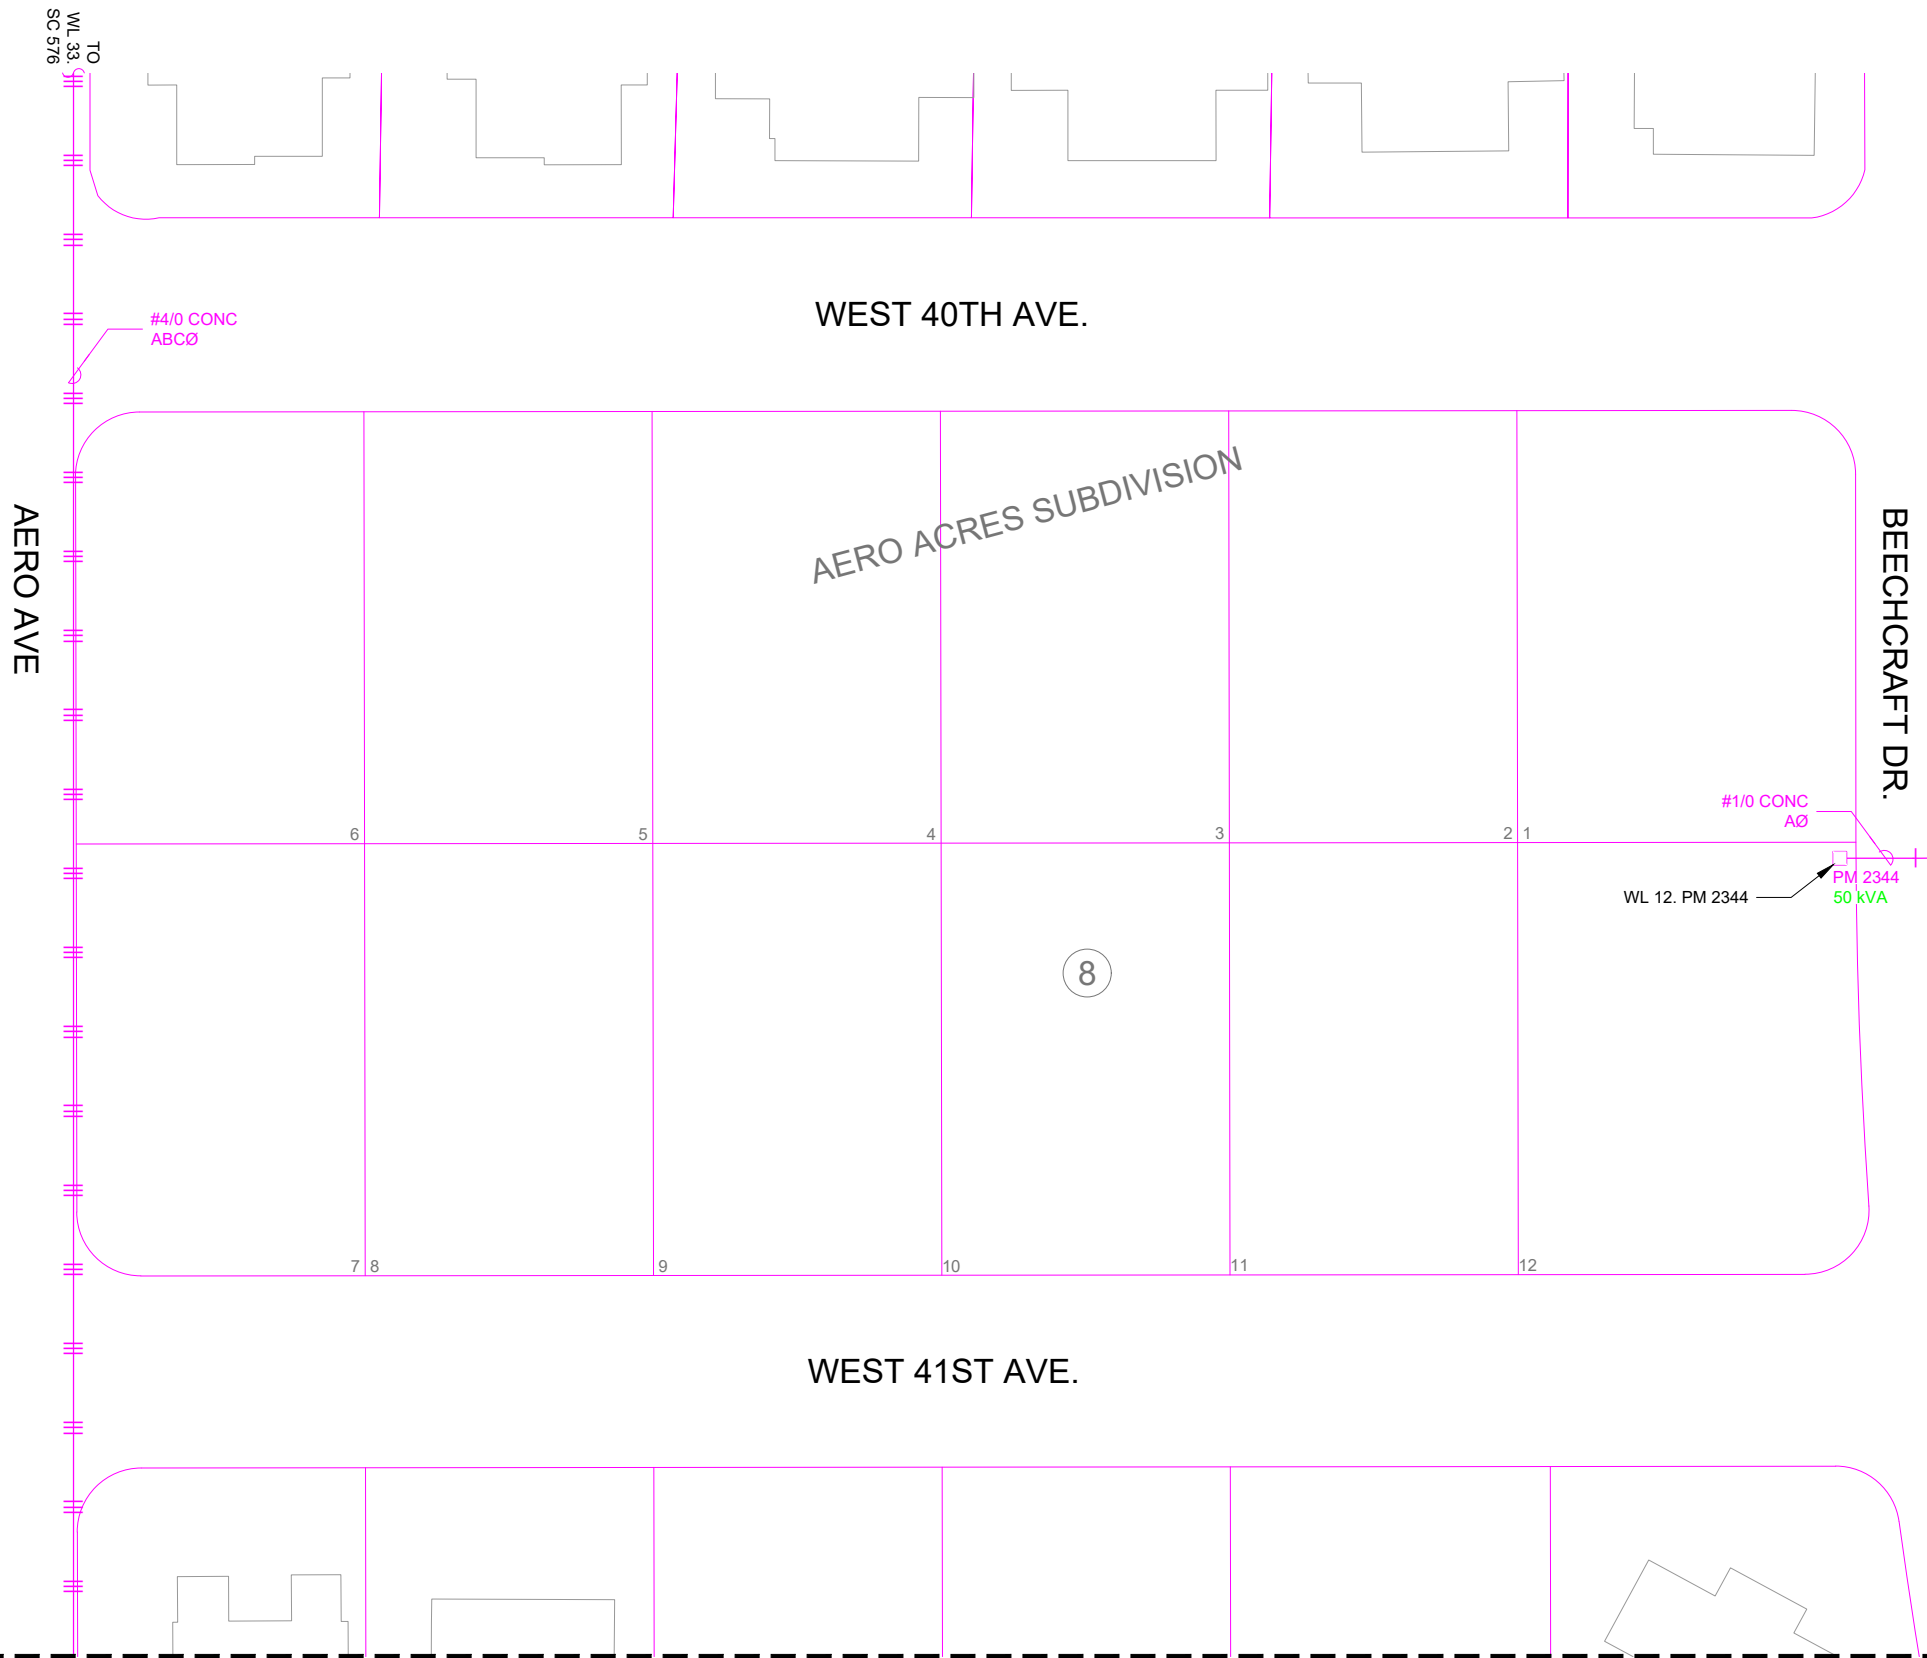 TO
WL 33.
SC 576
#4/0 CONC
ABCØ
WEST 40TH AVE.
AERO ACRES SUBDIVISION
AERO AVE
BEECHCRAFT DR.
#1/0 CONC
AØ
6
5
4
3
2
1
PM 2344
50 kVA
WL 12. PM 2344
8
7
8
9
10
11
12
WEST 41ST AVE.